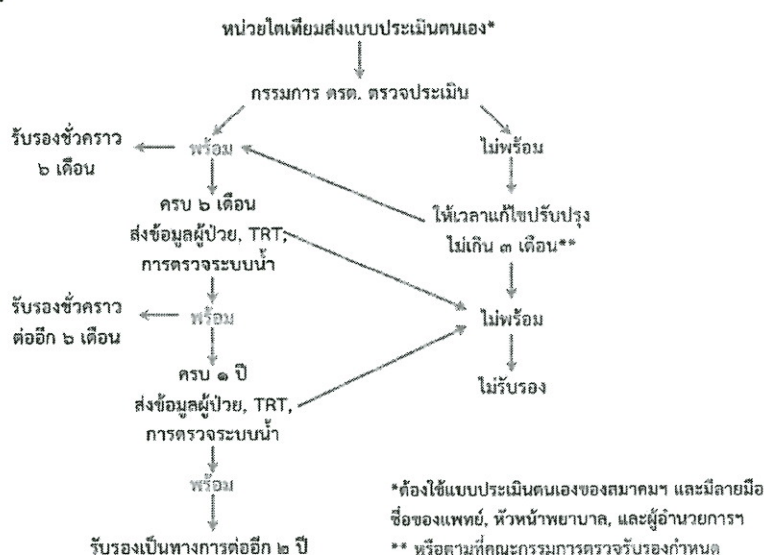 หน่วยไตเทียมส่งแบบประเมินตนเอง*
กรรมการ ตรต. ตรวจประเมิน
รับรองชั่วคราว
๖ เดือน
พร้อม
ไม่พร้อม
ครบ ๖ เดือน
ส่งข้อมูลผู้ป่วย, TRT,
การตรวจระบบน้ำ
ให้เวลาแก้ไขปรับปรุง
ไม่เกิน ๓ เดือน**
รับรองชั่วคราว
ต่ออีก ๖ เดือน
พร้อม
ไม่พร้อม
ครบ ๑ ปี
ส่งข้อมูลผู้ป่วย, TRT,
การตรวจระบบน้ำ
ไม่รับรอง
พร้อม
รับรองเป็นทางการต่ออีก ๒ ปี
*ต้องใช้แบบประเมินตนเองของสมาคมฯ และมีลายมือ
ชื่อของแพทย์, หัวหน้าพยาบาล, และผู้อำนวยการฯ
** หรือตามที่คณะกรรมการตรวจรับรองกำหนด